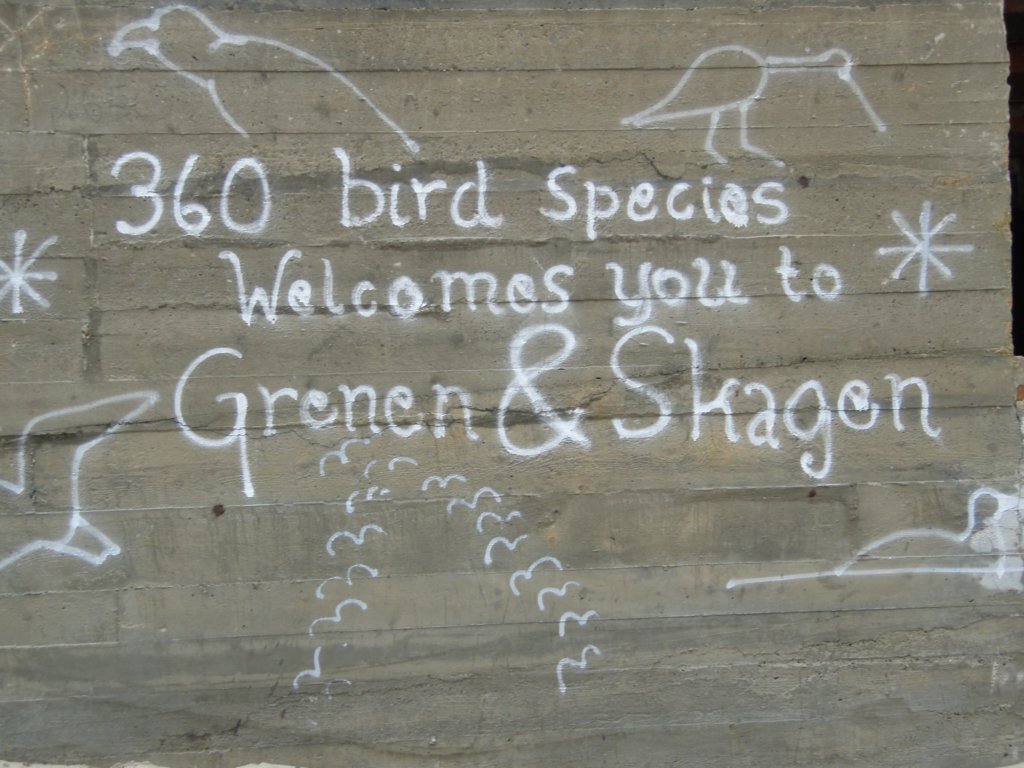 360 bird species
Welcomes you to
Grenen & Skagen